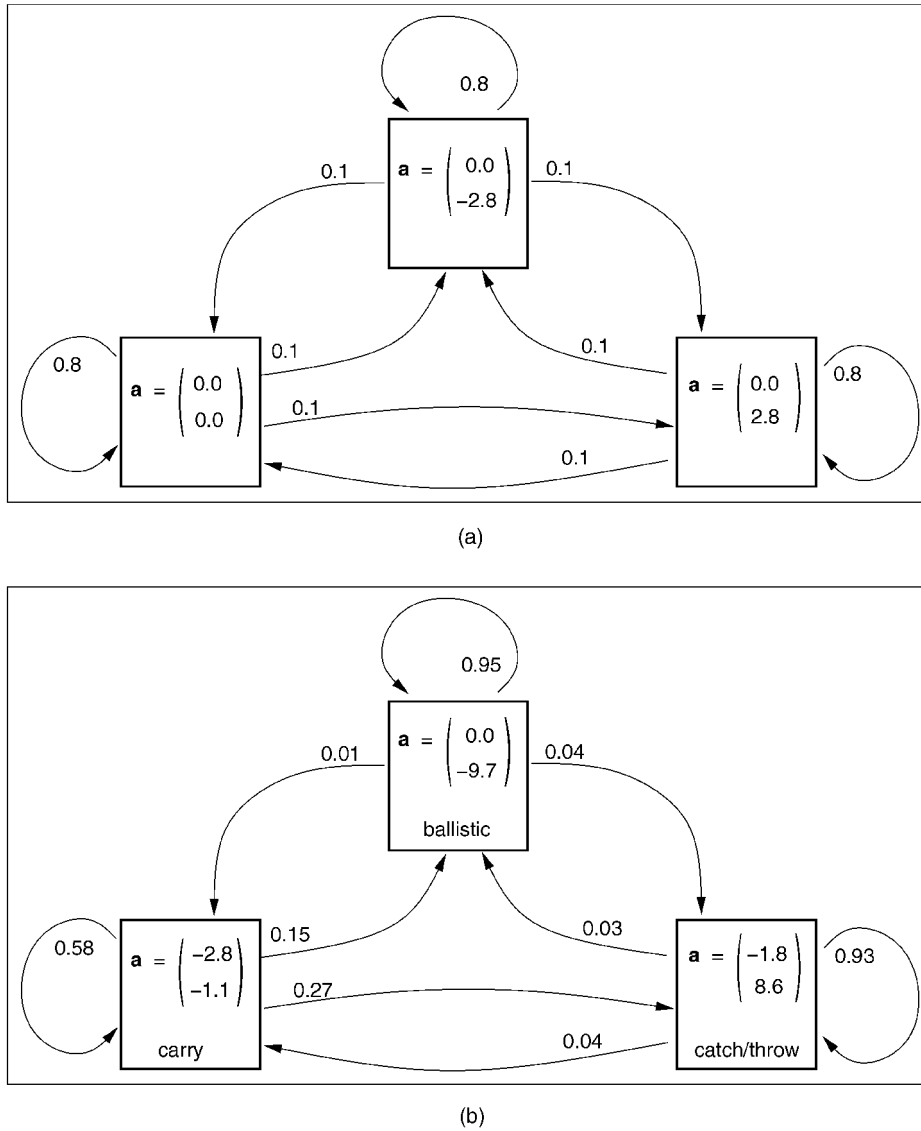 0.8
a = ( 0.0
−2.8 )
0.1
0.1
0.8
a = ( 0.0
0.0 )
0.1
0.1
0.1
0.1
a = ( 0.0
2.8 )
0.8
(a)
0.95
a = ( 0.0
−9.7 )
ballistic
0.01
0.04
0.58
a = ( −2.8
−1.1 )
carry
0.15
0.27
0.03
0.04
a = ( −1.8
8.6 )
catch/throw
0.93
(b)